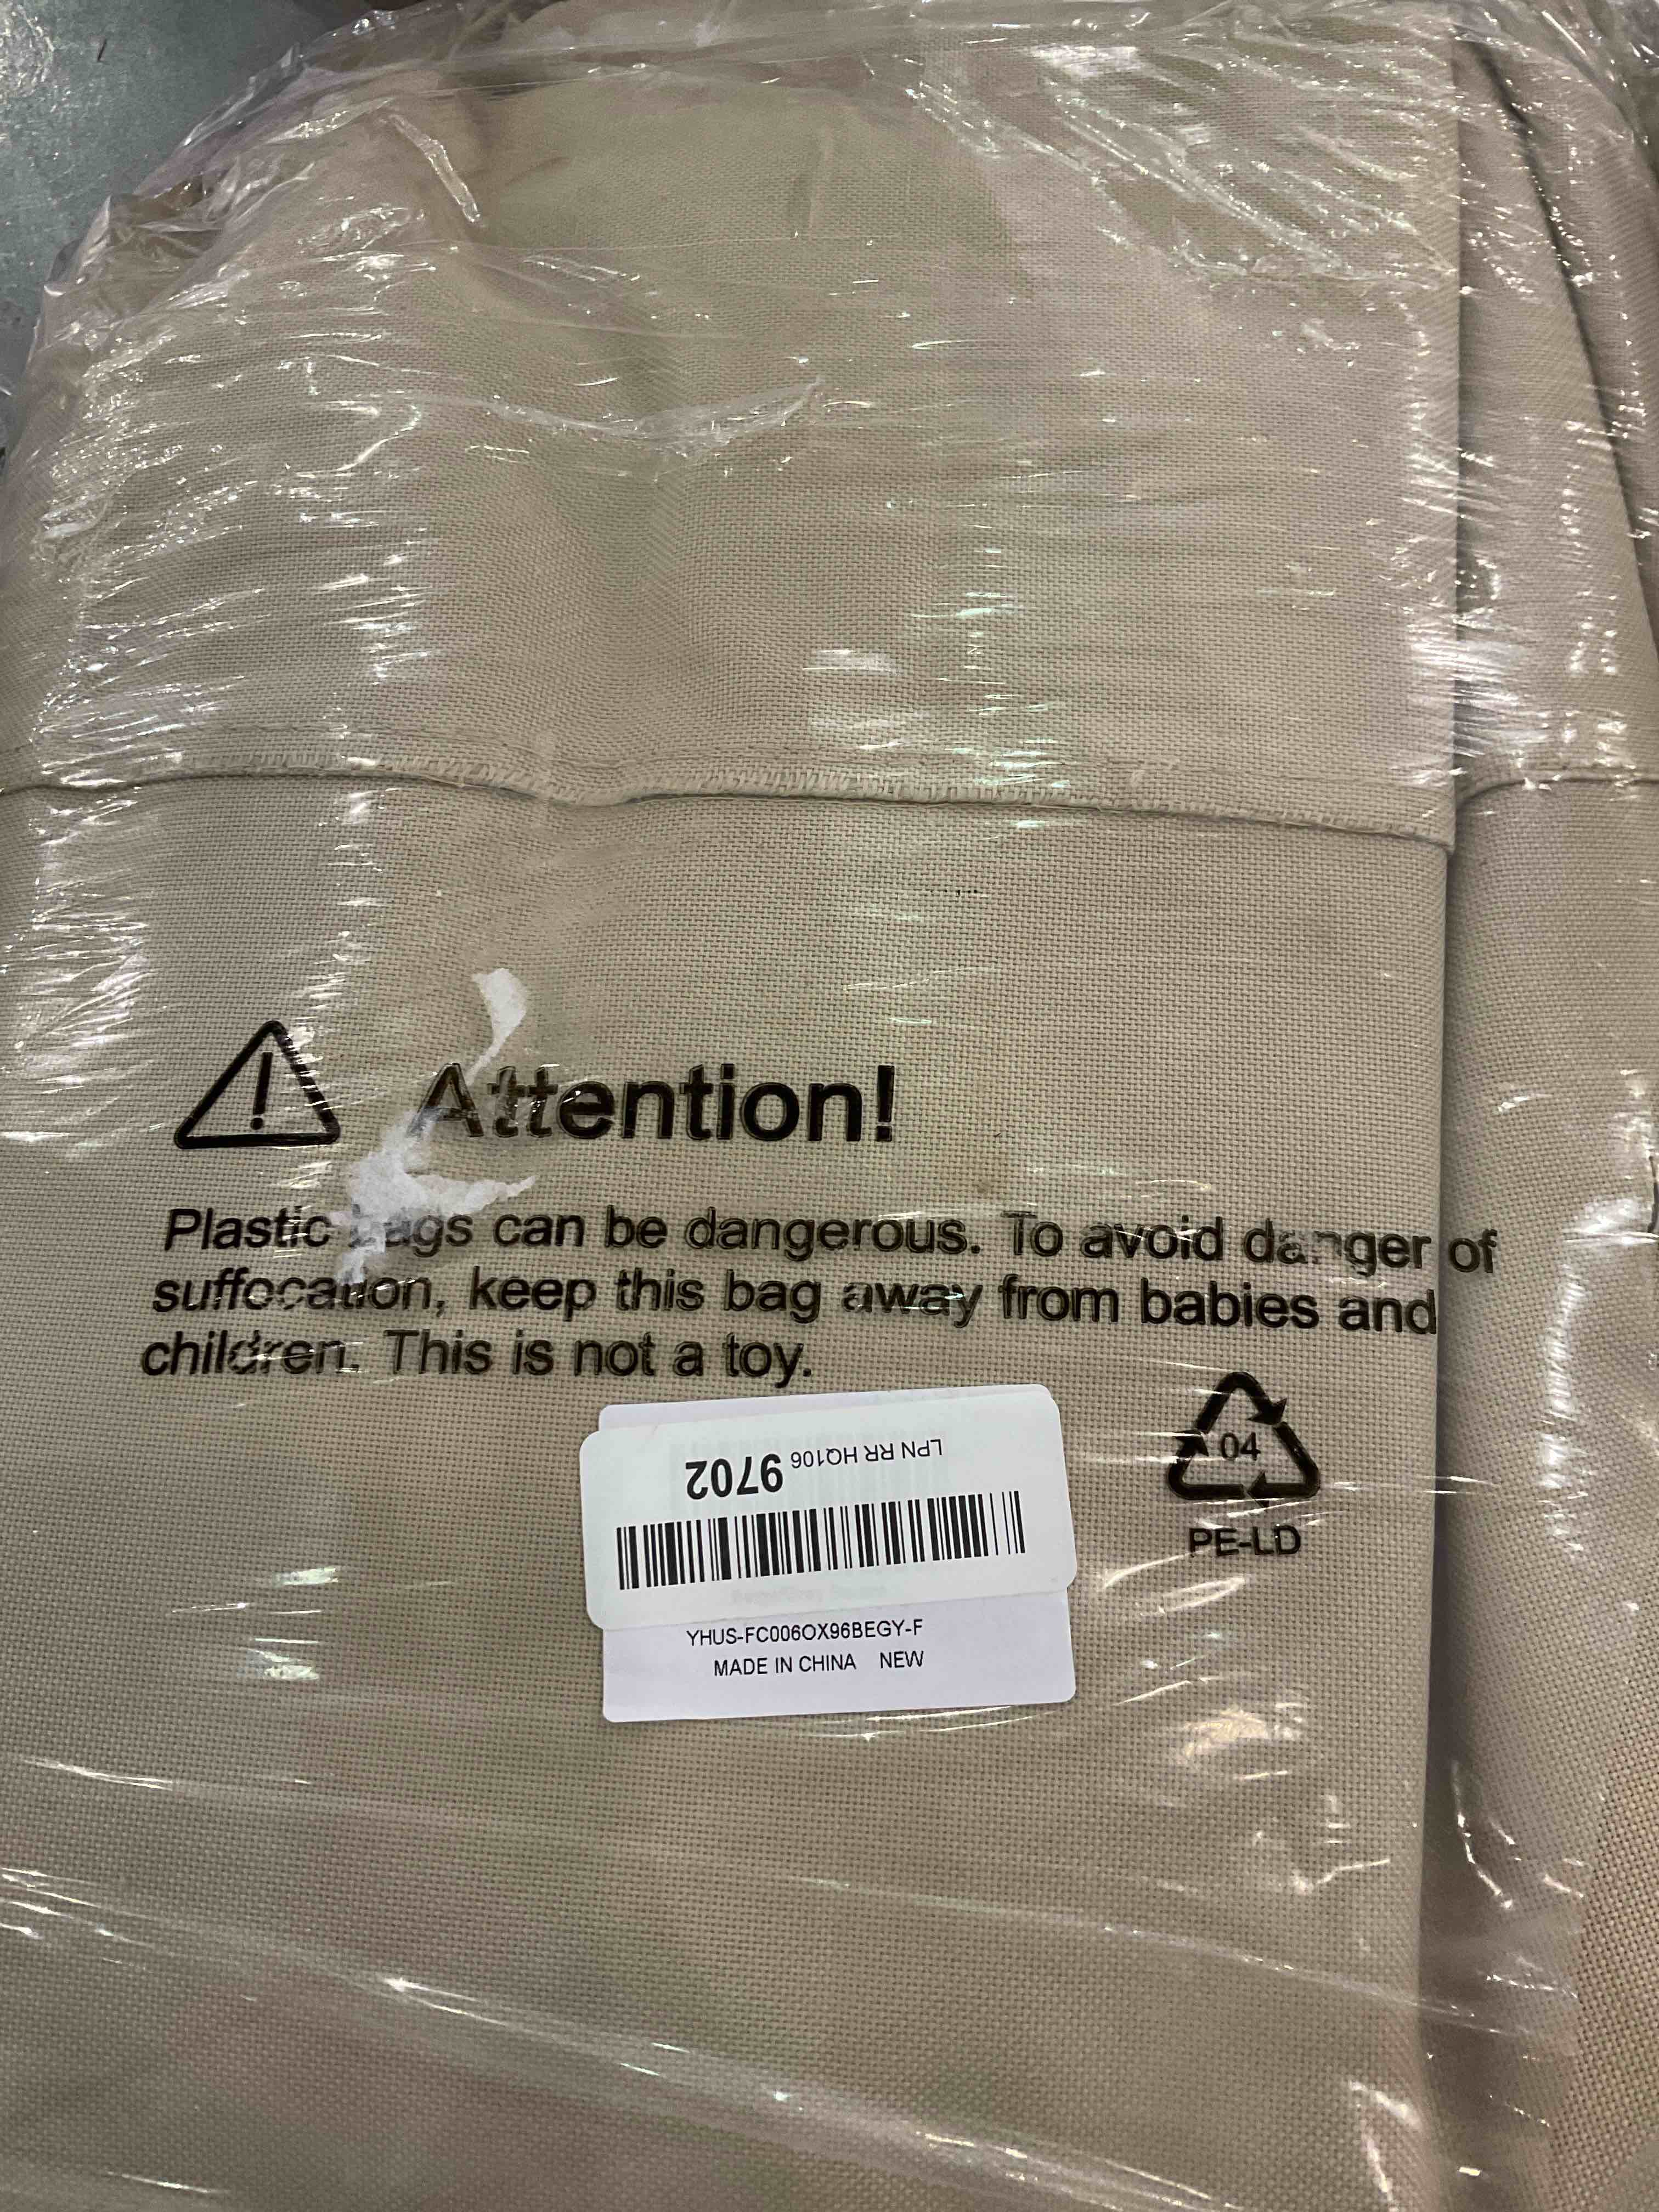 Attention!
Plastic bags can be dangerous. To avoid danger of
suffocation, keep this bag away from babies and
children. This is not a toy.
04
PE-LD
LPN RR HQ106 9702
YHUS-FC006OX96BEGY-F
MADE IN CHINA NEW